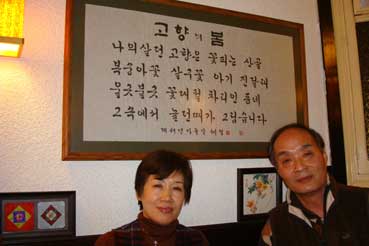 고향의 봄
나의살던 고향은 꽃피는 산골
복숭아꽃 살구꽃 아기 진달래
울긋불긋 꽃대궐 차리인 동네
그속에서 놀던때가 그립습니다